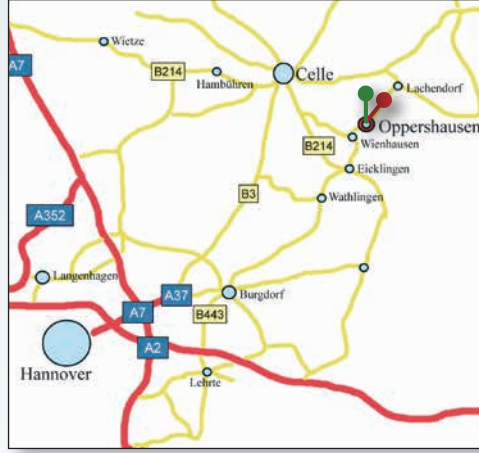 Wietze
A7
B214
Celle
Hambühren
Lachendorf
Oppershausen
B214
Wienhausen
Eicklingen
B3
Wathlingen
A352
Langenhagen
A37
Burgdorf
A7
B443
A2
Hannover
Lehrte